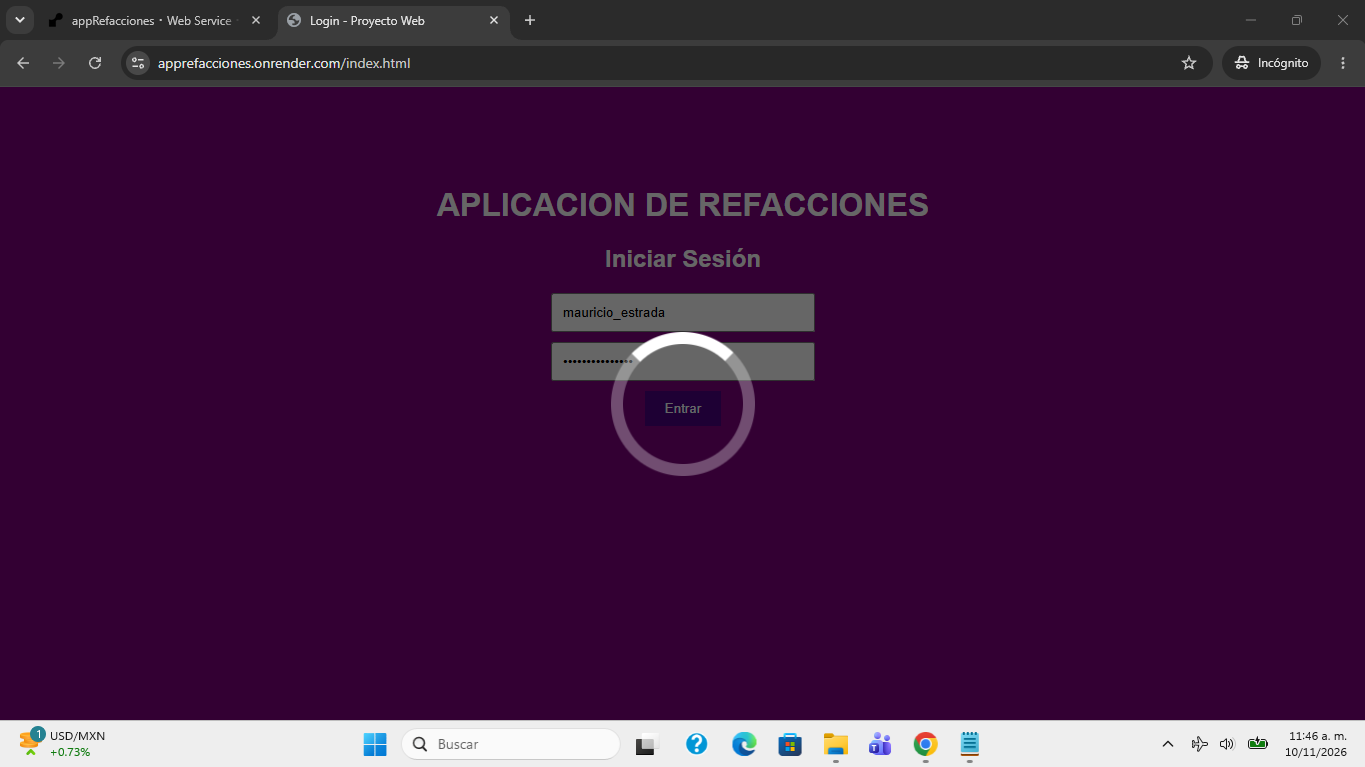 appRefacciones · Web Service
Login - Proyecto Web
apprefacciones.onrender.com/index.html
Incógnito
APLICACION DE REFACCIONES
Iniciar Sesión
mauricio_estrada
•••••••••••••••
Entrar
1
USD/MXN
+0.73%
Buscar
11:46 a. m.
10/11/2026